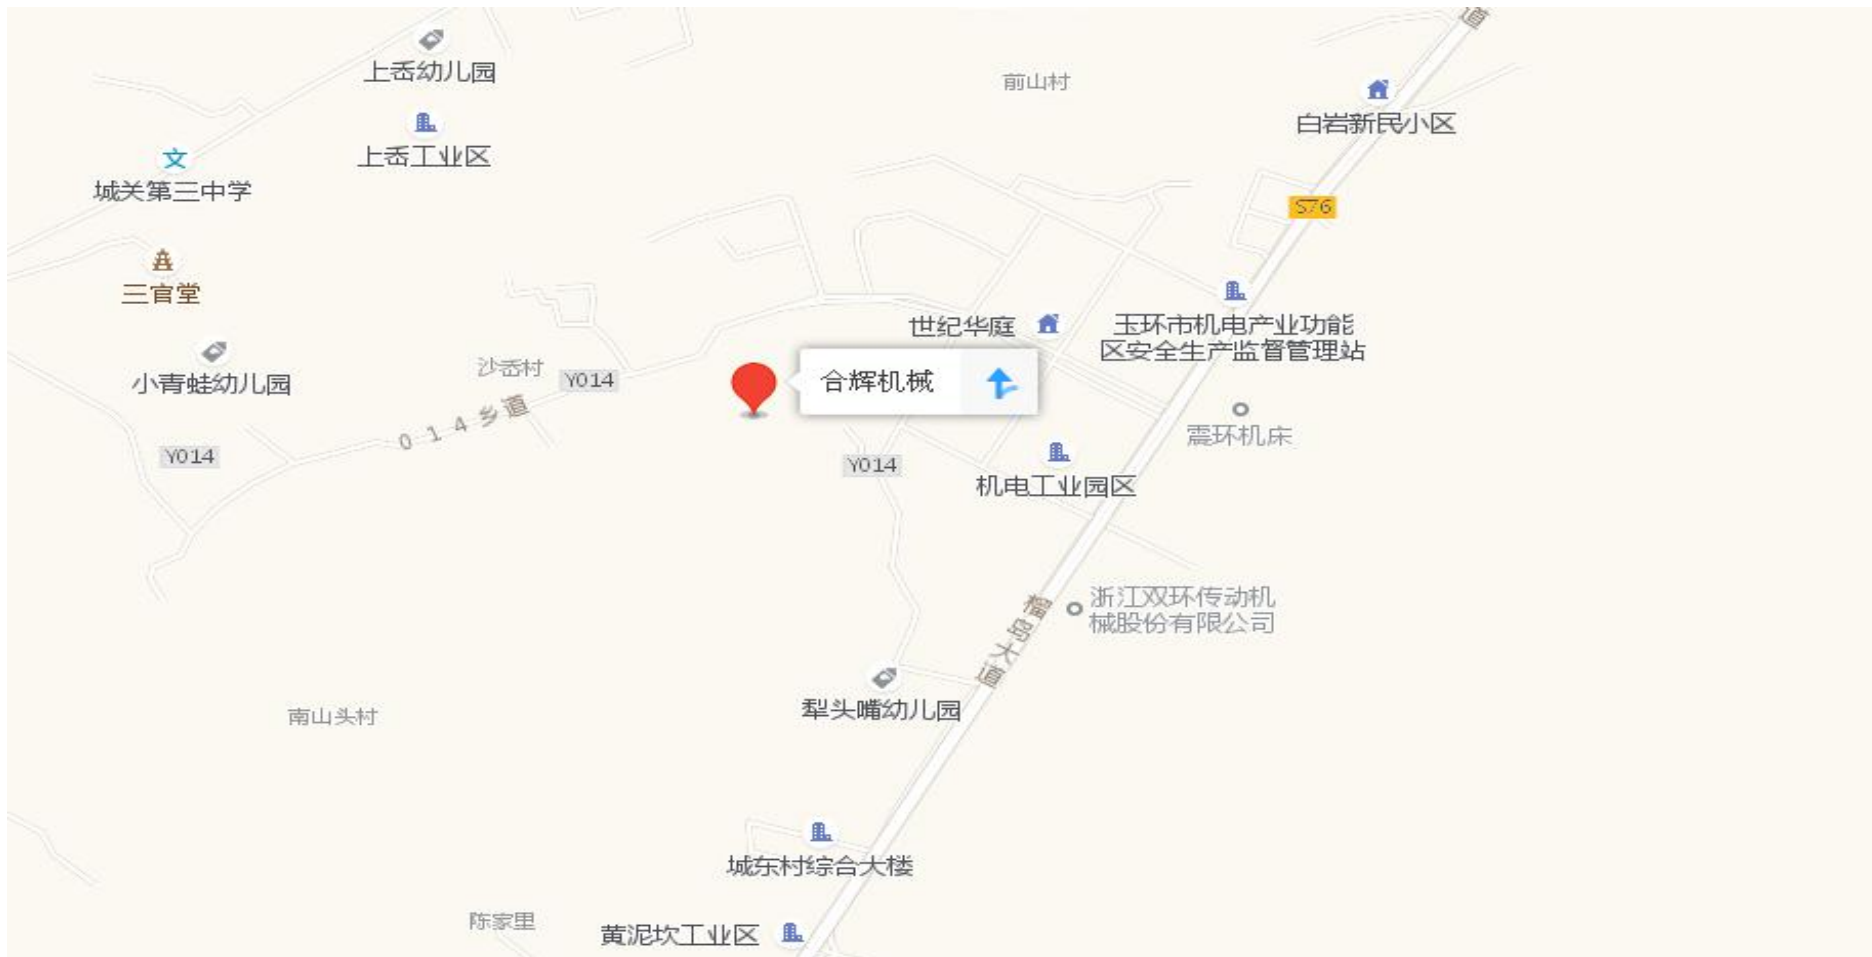 道
上岙幼儿园
前山村
白岩新民小区
上岙工业区
文
城关第三中学
S76
三官堂
世纪华庭
玉环市机电产业功能
区安全生产监督管理站
沙岙村
Y014
合辉机械
小青蛙幼儿园
014乡道
震环机床
Y014
Y014
机电工业园区
榴岛大道
浙江双环传动机
械股份有限公司
犁头嘴幼儿园
南山头村
城东村综合大楼
陈家里
黄泥坎工业区